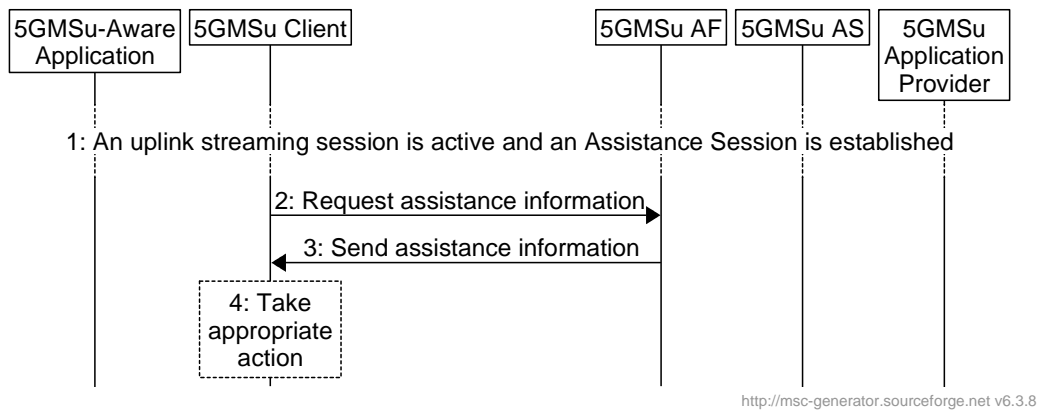 5GMSu-Aware
Application
5GMSu Client
5GMSu AF
5GMSu AS
5GMSu
Application
Provider
1: An uplink streaming session is active and an Assistance Session is established
2: Request assistance information
3: Send assistance information
4: Take
appropriate
action
http://msc-generator.sourceforge.net v6.3.8